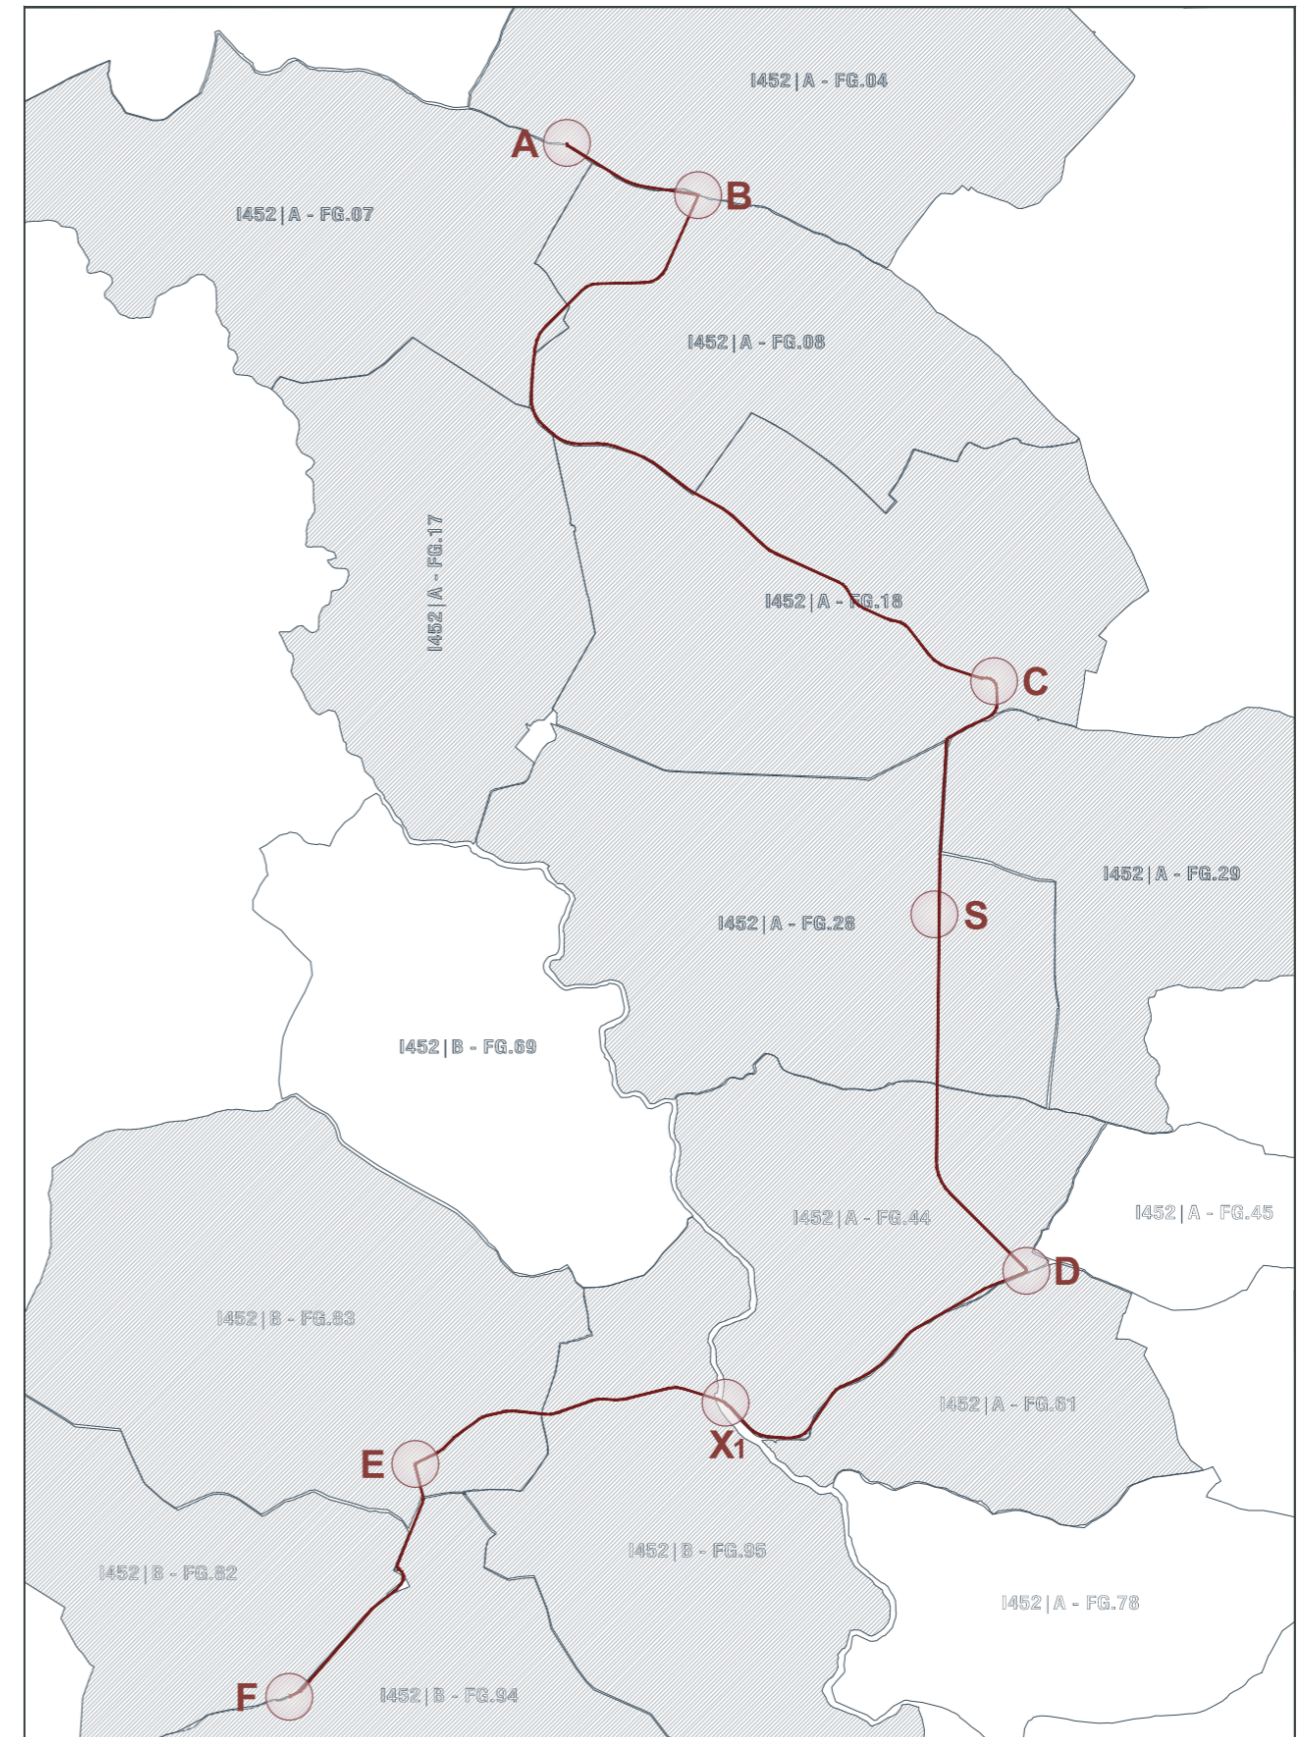 I452|A - FG.04
A
B
I452|A - FG.07
I452|A - FG.08
I452|A - FG.17
I452|A - FG.18
C
I452|A - FG.29
S
I452|A - FG.28
I452|B - FG.69
I452|A - FG.44
I452|A - FG.45
D
I452|B - FG.83
I452|A - FG.61
X1
E
I452|B - FG.95
I452|B - FG.82
I452|A - FG.78
F
I452|B - FG.94